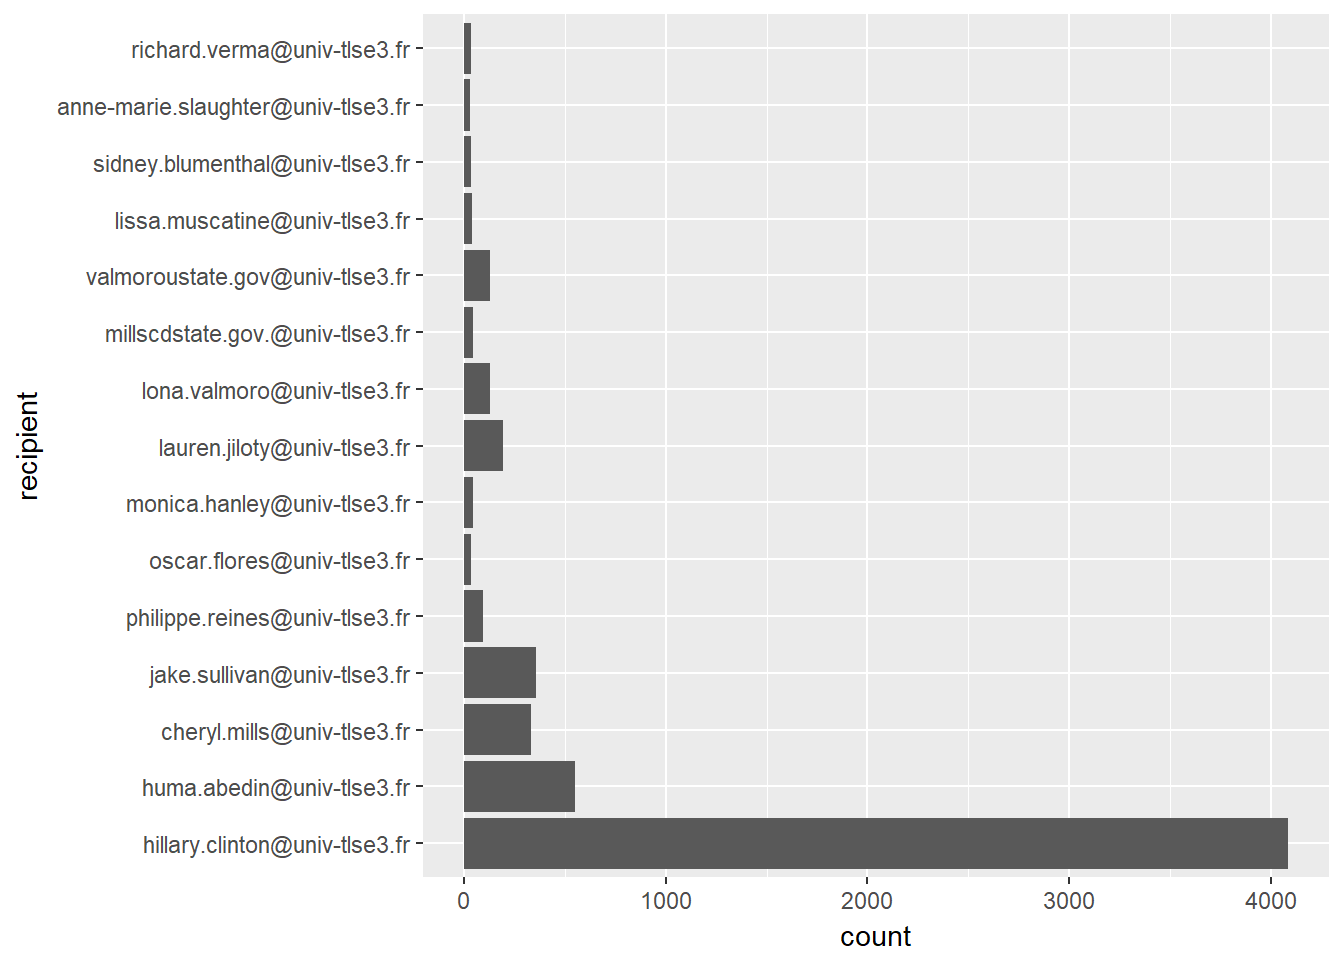 richard.verma@univ-tlse3.fr
anne-marie.slaughter@univ-tlse3.fr
sidney.blumenthal@univ-tlse3.fr
lissa.muscatine@univ-tlse3.fr
valmoroustate.gov@univ-tlse3.fr
millscdstate.gov.@univ-tlse3.fr
lona.valmoro@univ-tlse3.fr
lauren.jiloty@univ-tlse3.fr
monica.hanley@univ-tlse3.fr
oscar.flores@univ-tlse3.fr
philippe.reines@univ-tlse3.fr
jake.sullivan@univ-tlse3.fr
cheryl.mills@univ-tlse3.fr
huma.abedin@univ-tlse3.fr
hillary.clinton@univ-tlse3.fr
recipient
0 1000 2000 3000 4000
count